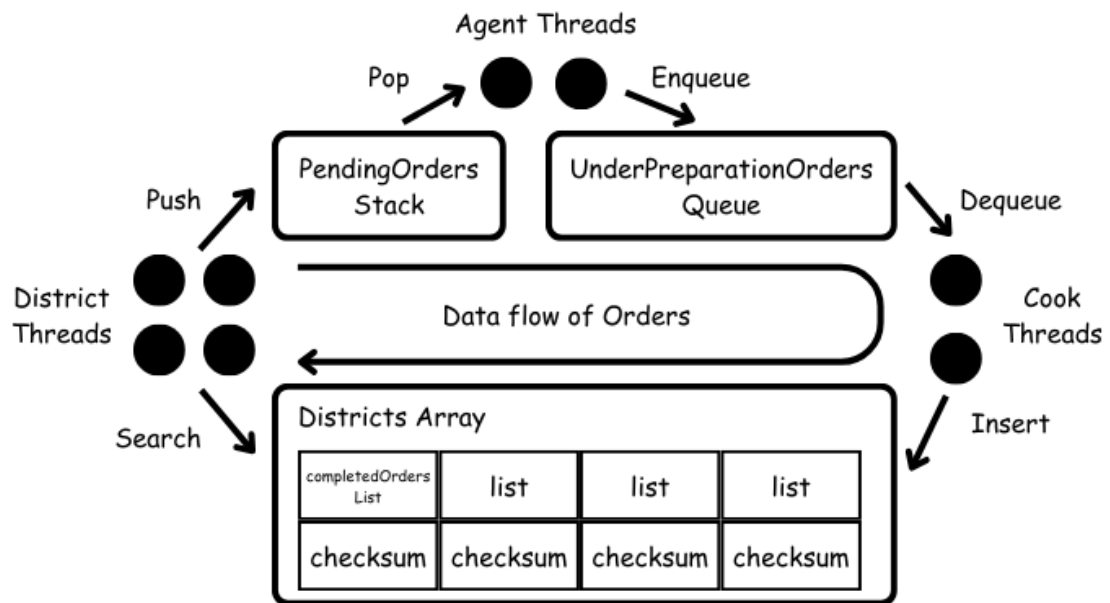 Agent Threads
Pop
Enqueue
PendingOrders
Stack
UnderPreparationOrders
Queue
Push
Dequeue
District
Threads
Data flow of Orders
Cook
Threads
Search
Insert
Districts Array
completedOrders
List
list
list
list
checksum
checksum
checksum
checksum